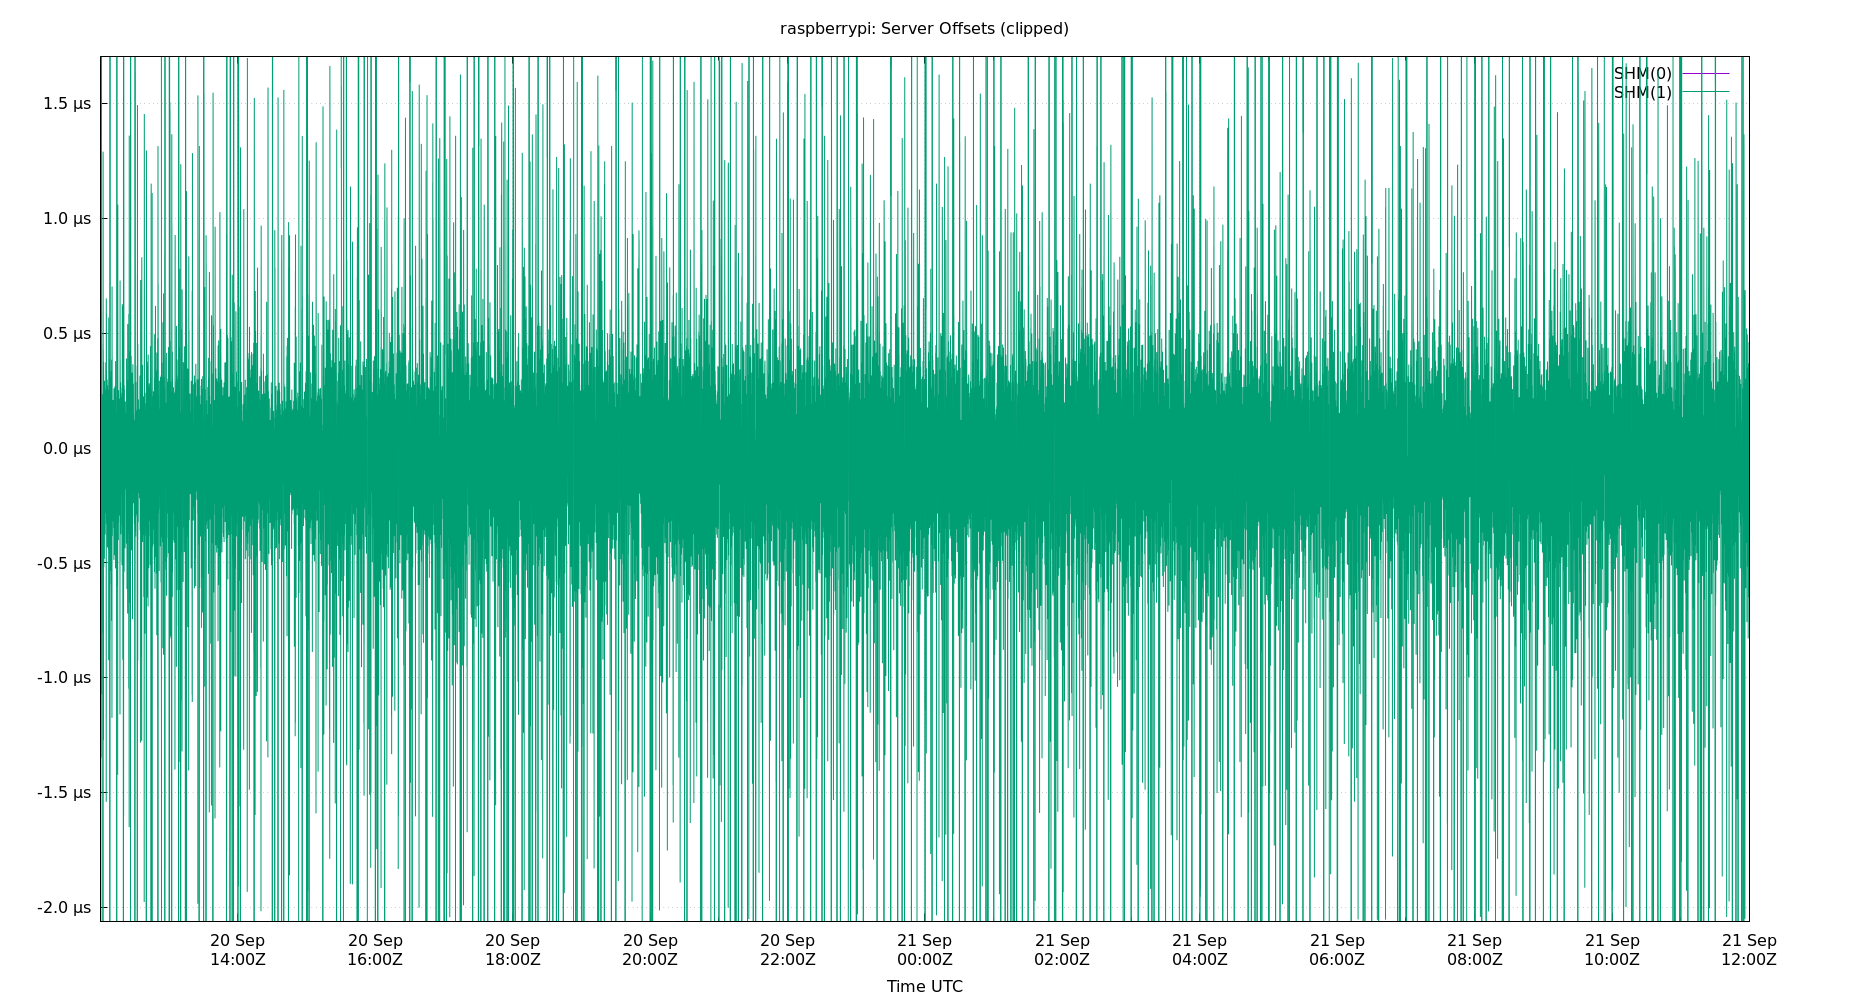 raspberrypi: Server Offsets (clipped)
SHM(0)
SHM(1)
1.5 µs
1.0 µs
0.5 µs
0.0 µs
-0.5 µs
-1.0 µs
-1.5 µs
-2.0 µs
20 Sep 20 Sep 20 Sep 20 Sep 20 Sep 21 Sep 21 Sep 21 Sep 21 Sep 21 Sep 21 Sep 21 Sep
14:00Z 16:00Z 18:00Z 20:00Z 22:00Z 00:00Z 02:00Z 04:00Z 06:00Z 08:00Z 10:00Z 12:00Z
Time UTC